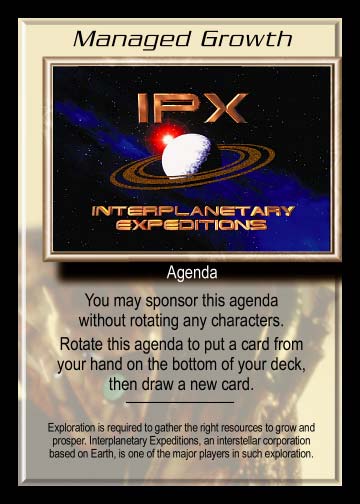 Managed Growth
IPX
INTERPLANETARY
EXPEDITIONS
Agenda
You may sponsor this agenda
without rotating any characters.
Rotate this agenda to put a card from
your hand on the bottom of your deck,
then draw a new card.
Exploration is required to gather the right resources to grow and
prosper. Interplanetary Expeditions, an interstellar corporation
based on Earth, is one of the major players in such exploration.